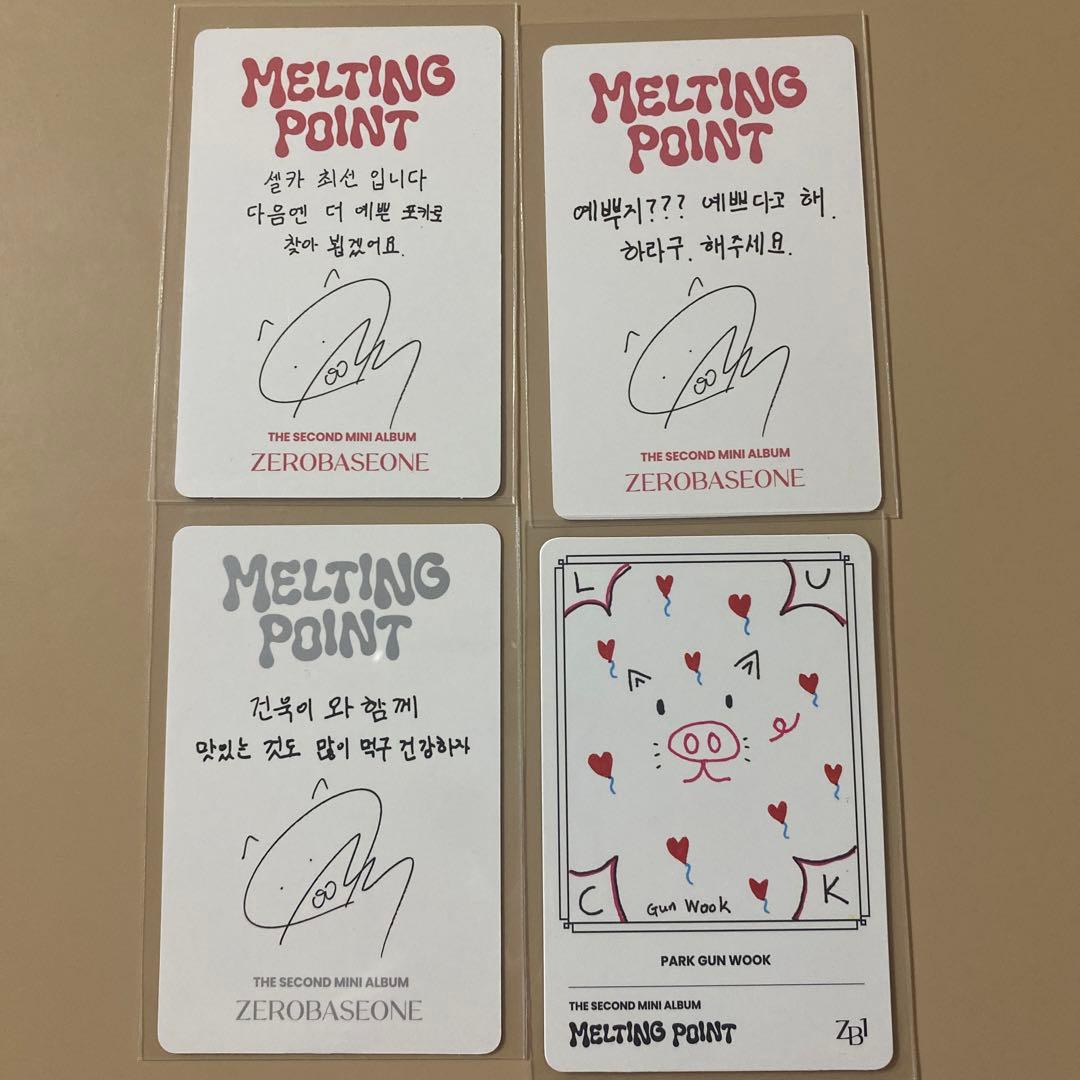 MELTING
POINT
셀카 최선 입니다
다음엔 더 예쁜 포카로
찾아 뵙겠어요.
THE SECOND MINI ALBUM
ZEROBASEONE
MELTING
POINT
예쁘지??? 예쁘다고 해.
하라구. 해주세요.
THE SECOND MINI ALBUM
ZEROBASEONE
MELTING
POINT
건욱이 와 함께
맛있는 것도 많이 먹구 건강하자
THE SECOND MINI ALBUM
ZEROBASEONE
L U
C K
Gun Wook
PARK GUN WOOK
THE SECOND MINI ALBUM
MELTING POINT
ZB1